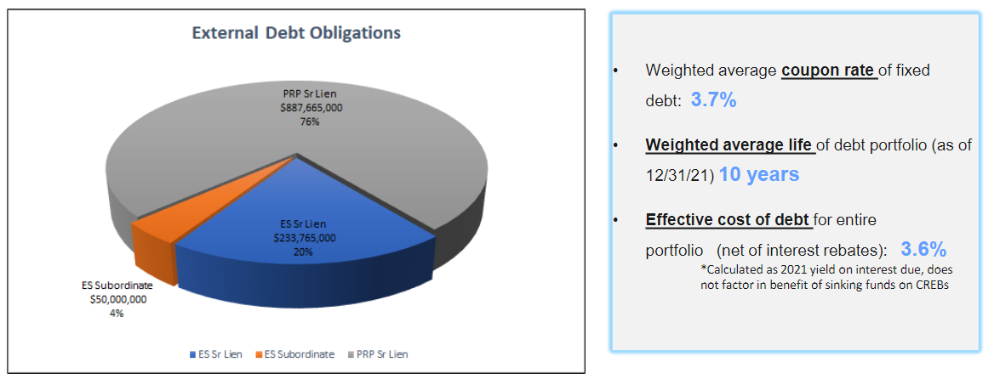 External Debt Obligations
PRP Sr Lien
$887,665,000
76%
ES Sr Lien
$233,765,000
20%
ES Subordinate
$50,000,000
4%
ES Sr Lien ES Subordinate PRP Sr Lien
• Weighted average coupon rate of fixed
debt: 3.7%
• Weighted average life of debt portfolio (as of
12/31/21) 10 years
• Effective cost of debt for entire
portfolio (net of interest rebates): 3.6%
*Calculated as 2021 yield on interest due, does
not factor in benefit of sinking funds on CREBs